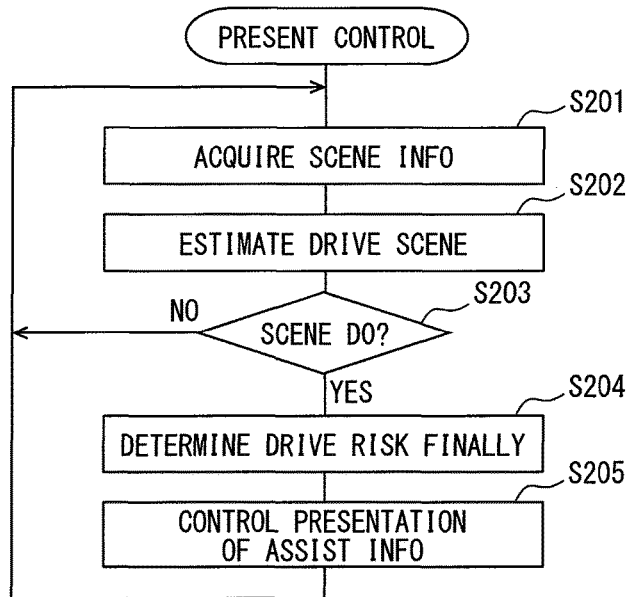 PRESENT CONTROL
S201
ACQUIRE SCENE INFO
S202
ESTIMATE DRIVE SCENE
S203
NO
SCENE DO?
YES
S204
DETERMINE DRIVE RISK FINALLY
S205
CONTROL PRESENTATION
OF ASSIST INFO